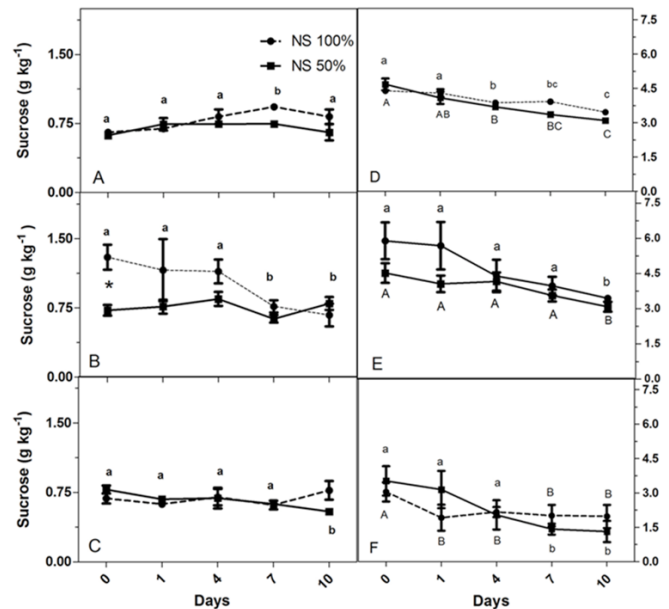 NS 100%
NS 50%
Sucrose (g kg⁻¹)
1.50
0.75
0.00
a a a b a
A
7.5
6.0
4.5
3.0
1.5
0.0
a a b bc c
A AB B BC C
D
Sucrose (g kg⁻¹)
1.50
0.75
0.00
a a a b b
*
B
7.5
6.0
4.5
3.0
1.5
0.0
a a a a b
A A A A B
E
Sucrose (g kg⁻¹)
1.50
0.75
0.00
a a a a
b
C
7.5
6.0
4.5
3.0
1.5
0.0
a a a B B
A B B b b
F
0 1 4 7 10
Days
0 1 4 7 10
Days